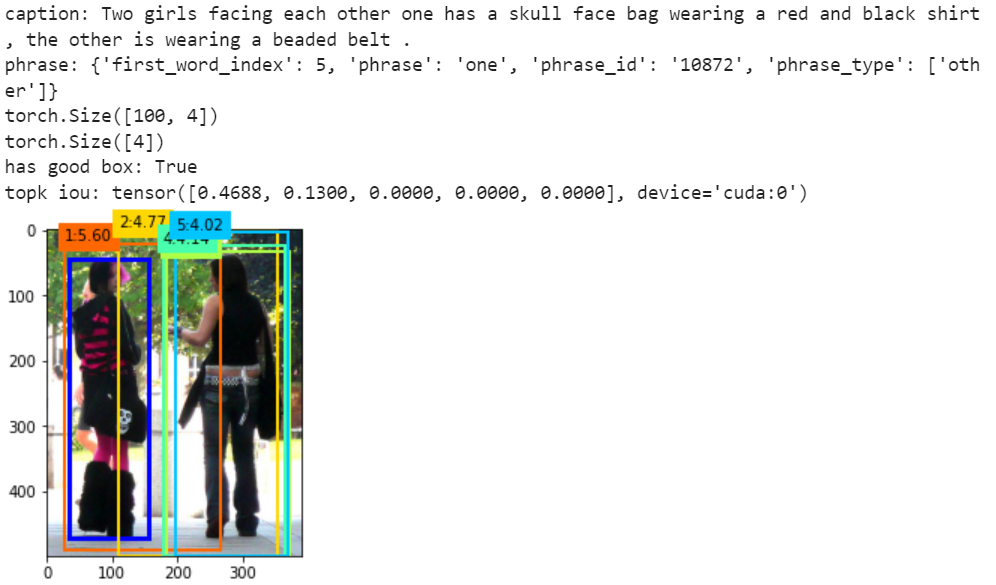 caption: Two girls facing each other one has a skull face bag wearing a red and black shirt
, the other is wearing a beaded belt .
phrase: {'first_word_index': 5, 'phrase': 'one', 'phrase_id': '10872', 'phrase_type': ['oth
er']}
torch.Size([100, 4])
torch.Size([4])
has good box: True
topk iou: tensor([0.4688, 0.1300, 0.0000, 0.0000, 0.0000], device='cuda:0')
2:4.77 5:4.02
1:5.60 4:4.14
0
100
200
300
400
0 100 200 300